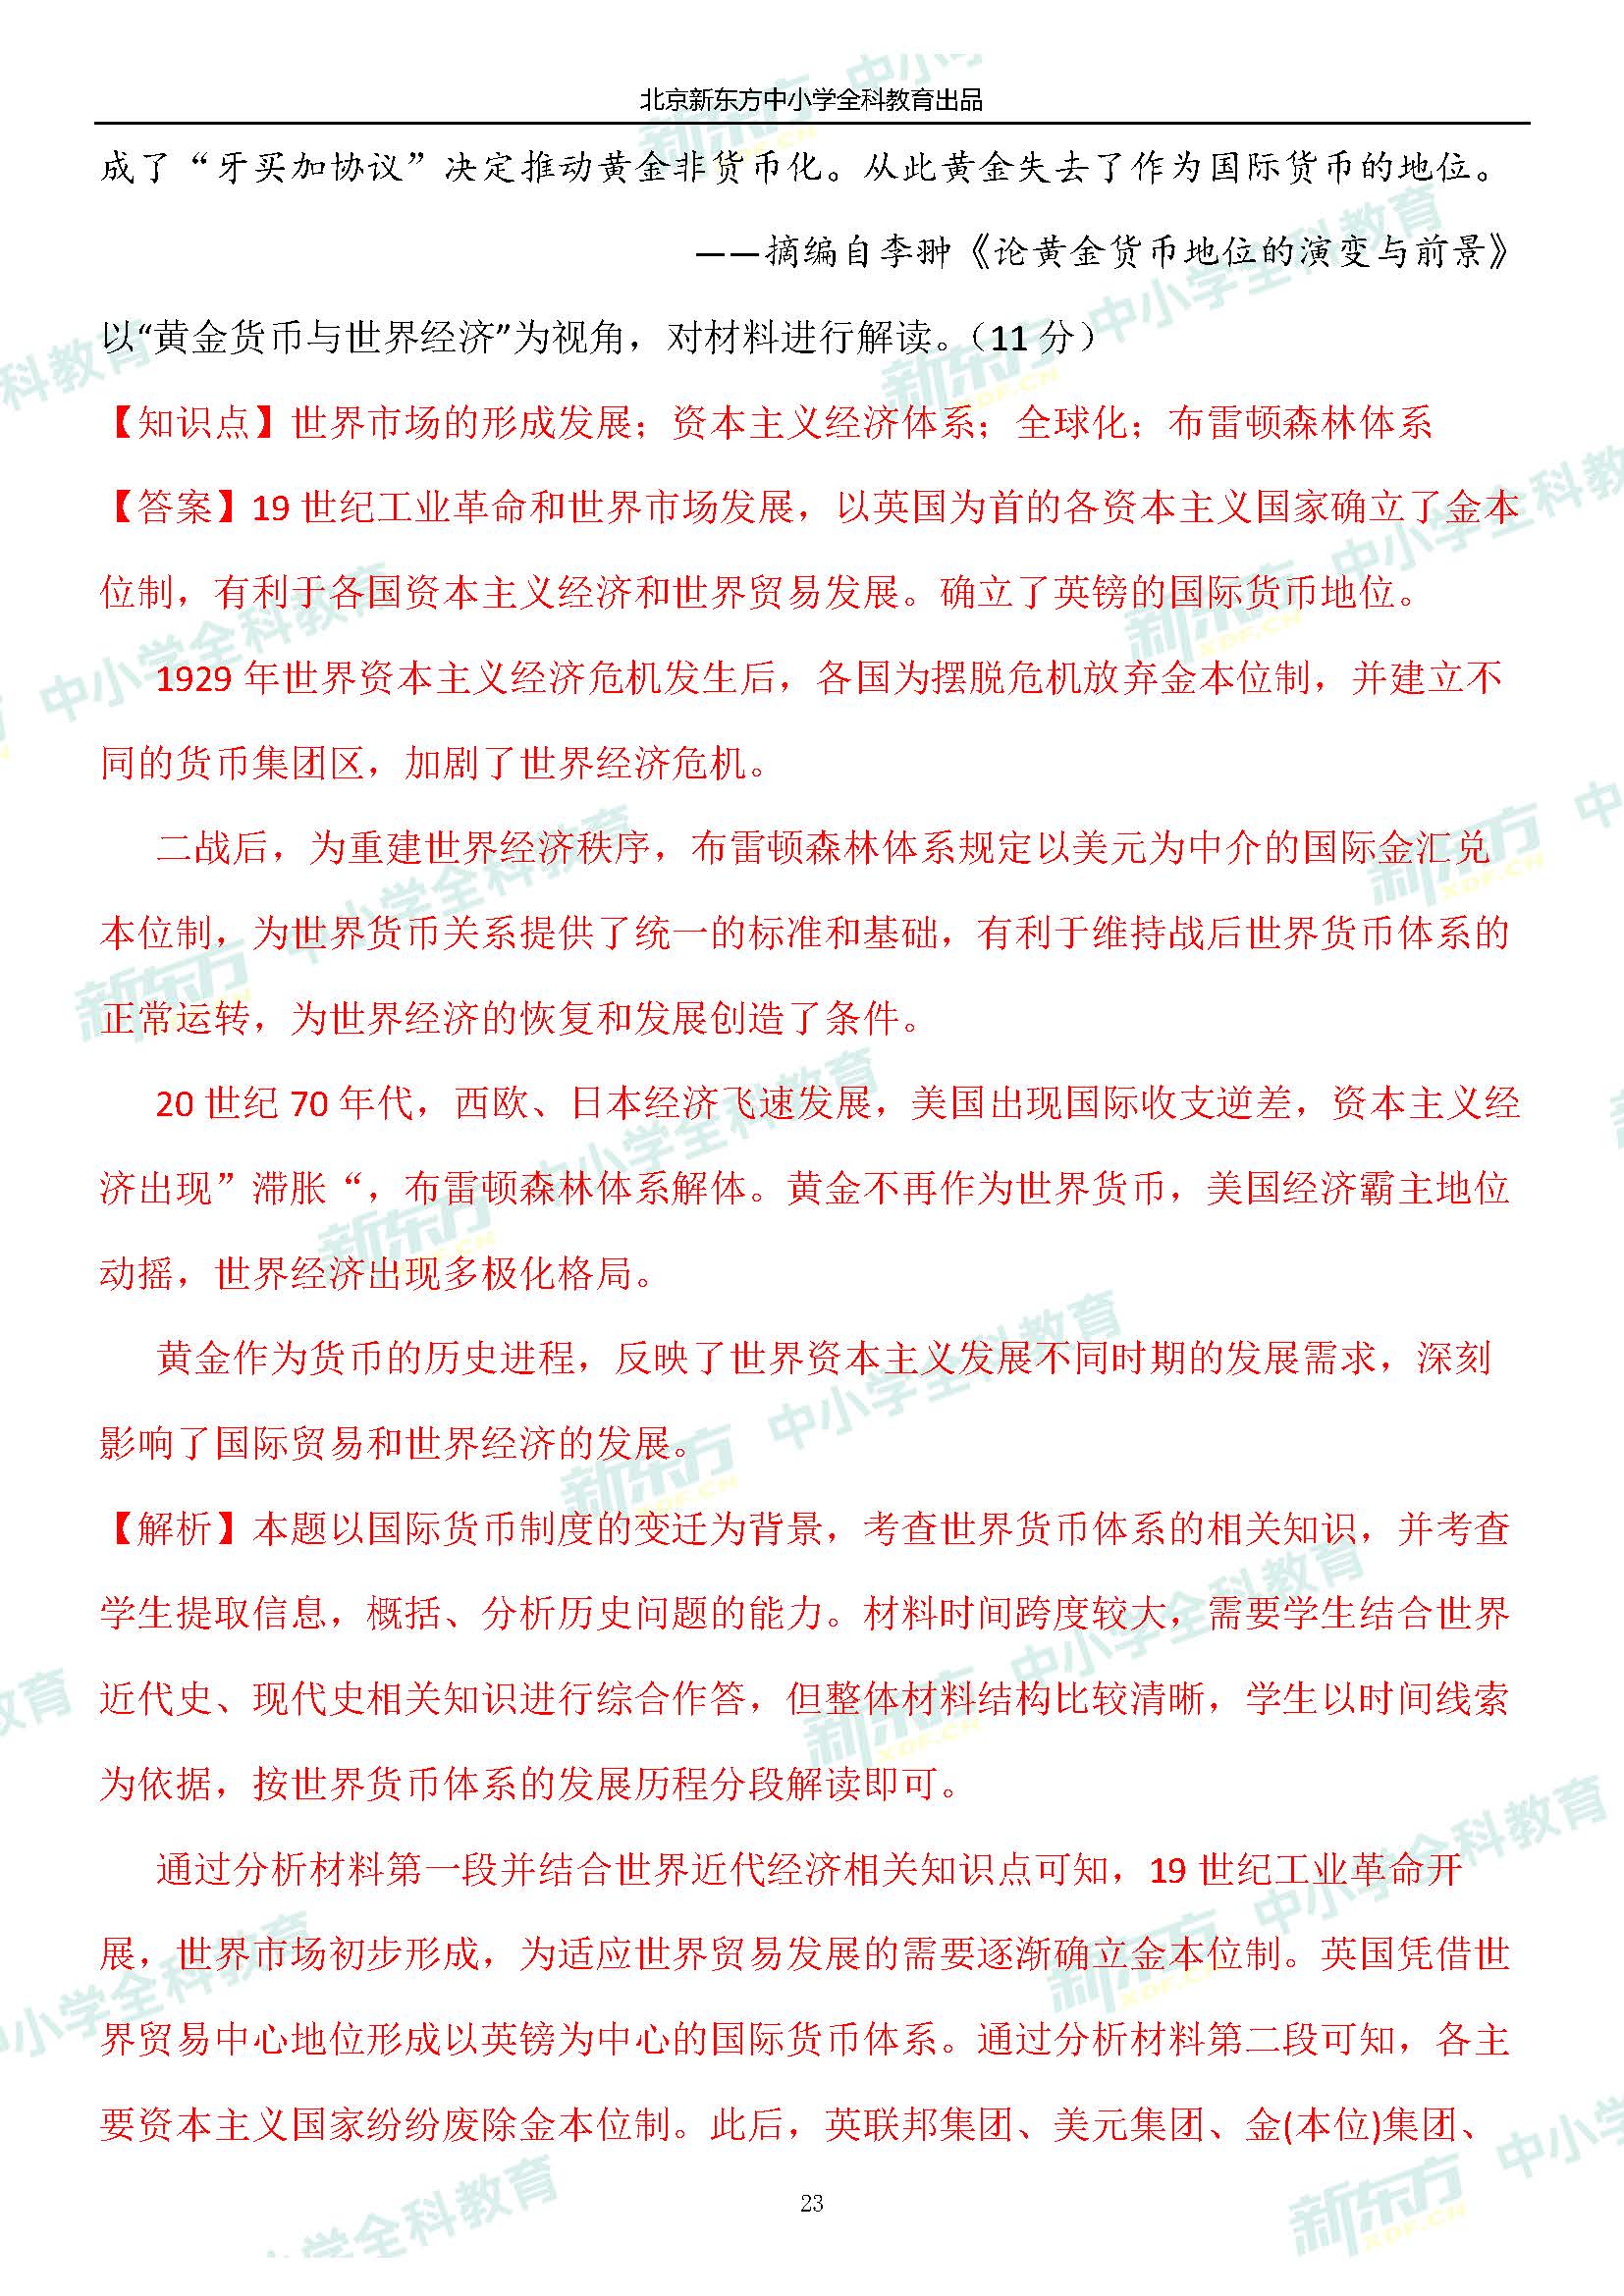 北京新东方中小学全科教育出品
成了“牙买加协议”决定推动黄金非货币化。从此黄金失去了作为国际货币的地位。
——摘编自李翀《论黄金货币地位的演变与前景》
以“黄金货币与世界经济”为视角，对材料进行解读。（11 分）
【知识点】世界市场的形成发展；资本主义经济体系；全球化；布雷顿森林体系
【答案】19 世纪工业革命和世界市场发展，以英国为首的各资本主义国家确立了金本
位制，有利于各国资本主义经济和世界贸易发展。确立了英镑的国际货币地位。
1929 年世界资本主义经济危机发生后，各国为摆脱危机放弃金本位制，并建立不
同的货币集团区，加剧了世界经济危机。
二战后，为重建世界经济秩序，布雷顿森林体系规定以美元为中介的国际金汇兑
本位制，为世界货币关系提供了统一的标准和基础，有利于维持战后世界货币体系的
正常运转，为世界经济的恢复和发展创造了条件。
20 世纪 70 年代，西欧、日本经济飞速发展，美国出现国际收支逆差，资本主义经
济出现”滞胀“，布雷顿森林体系解体。黄金不再作为世界货币，美国经济霸主地位
动摇，世界经济出现多极化格局。
黄金作为货币的历史进程，反映了世界资本主义发展不同时期的发展需求，深刻
影响了国际贸易和世界经济的发展。
【解析】本题以国际货币制度的变迁为背景，考查世界货币体系的相关知识，并考查
学生提取信息，概括、分析历史问题的能力。材料时间跨度较大，需要学生结合世界
近代史、现代史相关知识进行综合作答，但整体材料结构比较清晰，学生以时间线索
为依据，按世界货币体系的发展历程分段解读即可。
通过分析材料第一段并结合世界近代经济相关知识点可知，19 世纪工业革命开
展，世界市场初步形成，为适应世界贸易发展的需要逐渐确立金本位制。英国凭借世
界贸易中心地位形成以英镑为中心的国际货币体系。通过分析材料第二段可知，各主
要资本主义国家纷纷废除金本位制。此后，英联邦集团、美元集团、金(本位)集团、
23